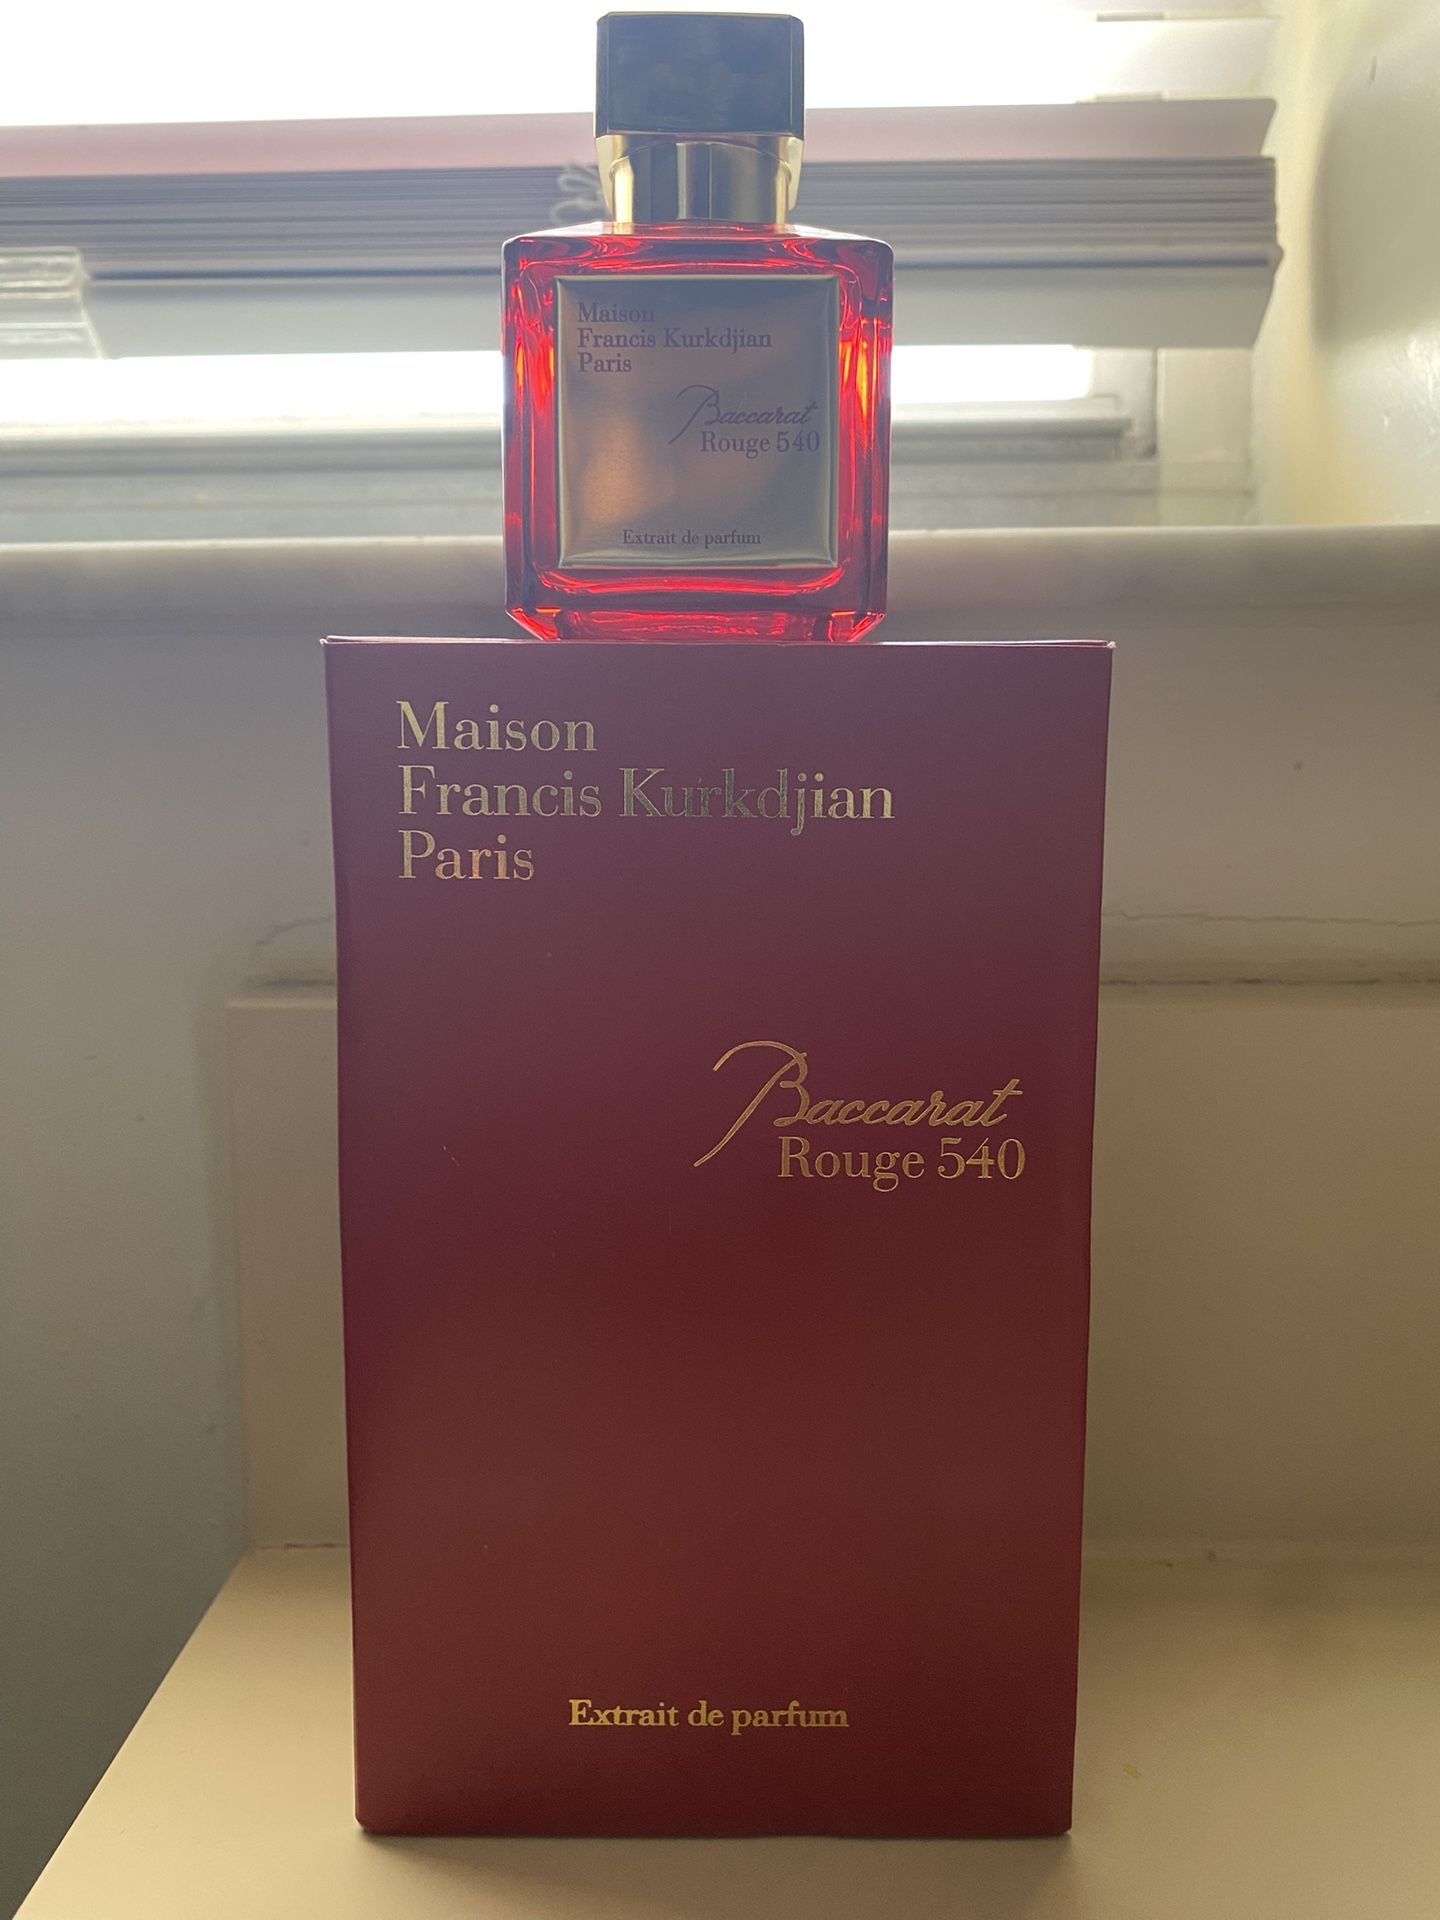 Maison
Francis Kurkdjian
Paris
Baccarat
Rouge 540
Extrait de parfum
Maison
Francis Kurkdjian
Paris
Baccarat
Rouge 540
Extrait de parfum